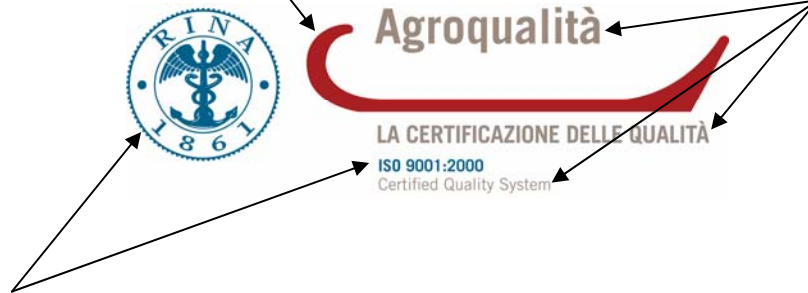 RINA
1861
Agroqualità
LA CERTIFICAZIONE DELLE QUALITÀ
ISO 9001:2000
Certified Quality System